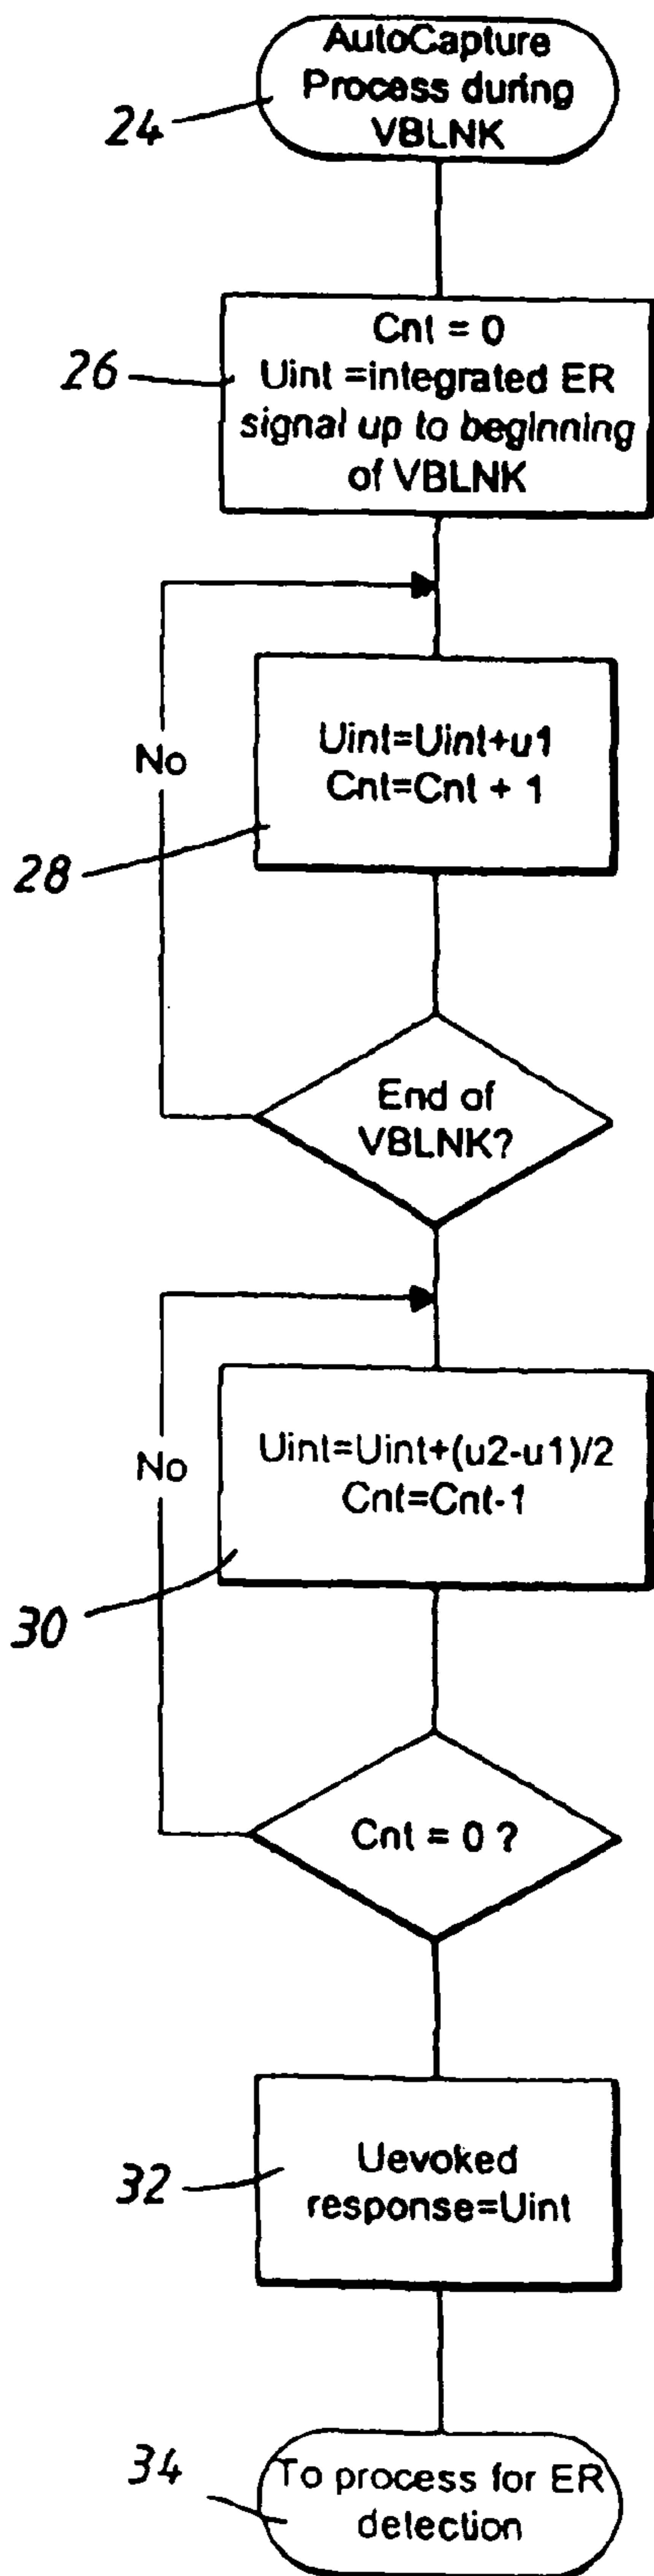 AutoCapture
Process during
VBLNK
24
Cnt = 0
Uint =integrated ER
signal up to beginning
of VBLNK
26
Uint=Uint+u1
Cnt=Cnt + 1
No
28
End of
VBLNK?
Uint=Uint+(u2-u1)/2
Cnt=Cnt-1
No
30
Cnt = 0 ?
Uevoked
response=Uint
32
To process for ER
detection
34